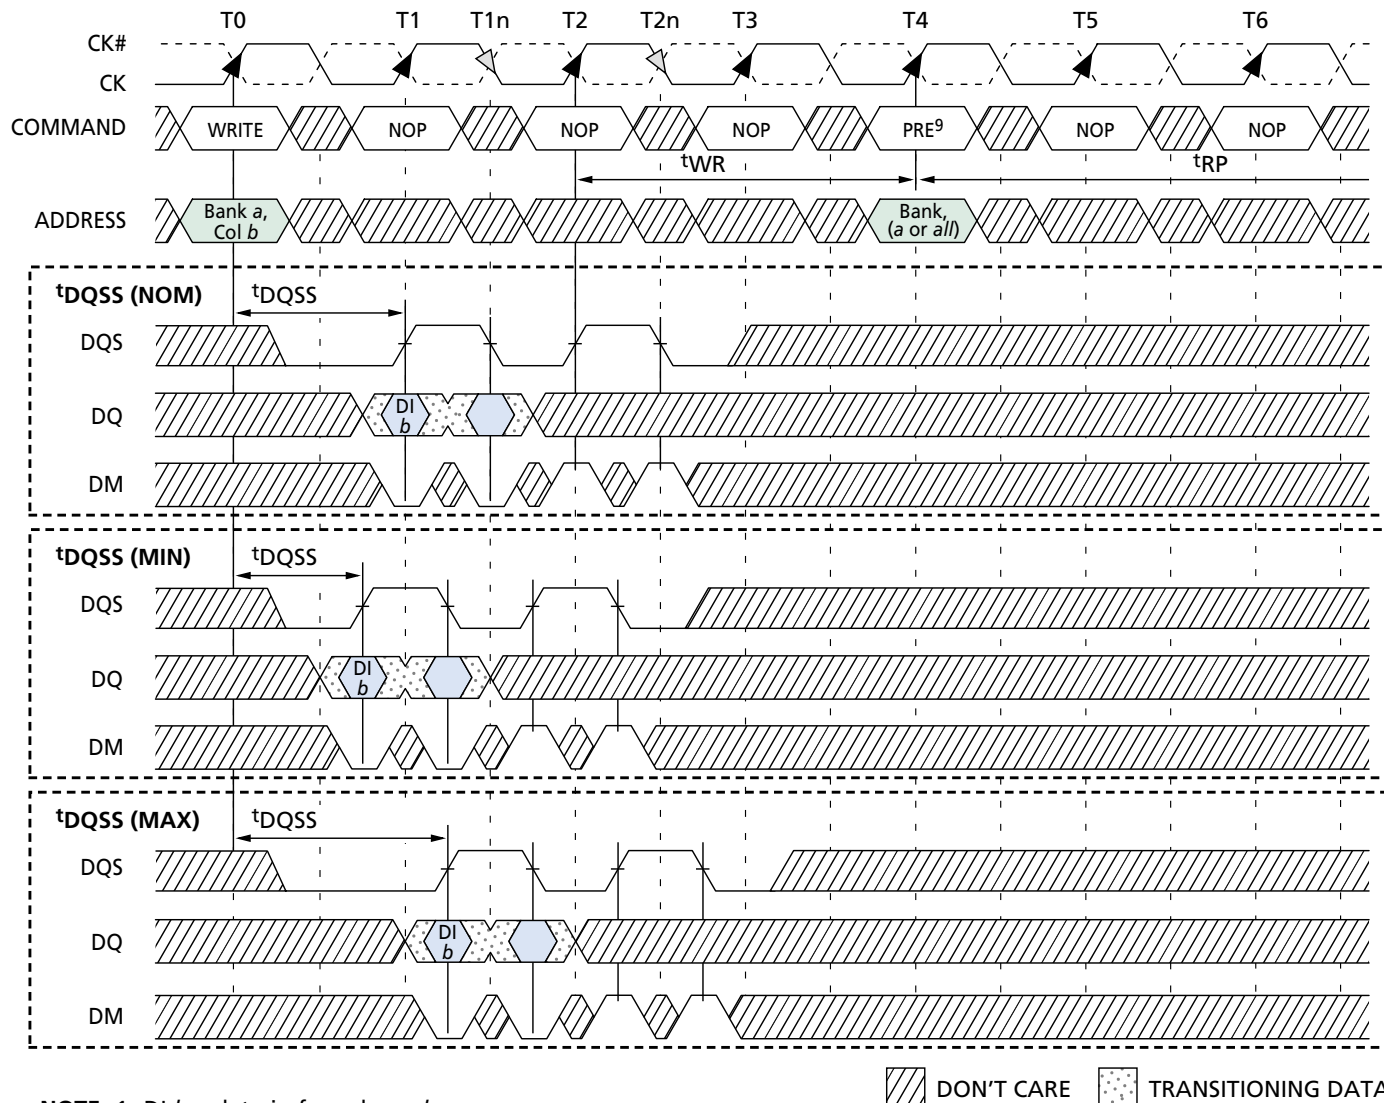 T0 T1 T1n T2 T2n T3 T4 T5 T6
CK#
CK
COMMAND WRITE NOP NOP NOP PRE9 NOP NOP
tWR tRP
ADDRESS Bank a, Col b Bank, (a or all)
tDQSS (NOM) tDQSS
DQS
DQ DI b
DM
tDQSS (MIN) tDQSS
DQS
DQ DI b
DM
tDQSS (MAX) tDQSS
DQS
DQ DI b
DM
DON'T CARE TRANSITIONING DATA